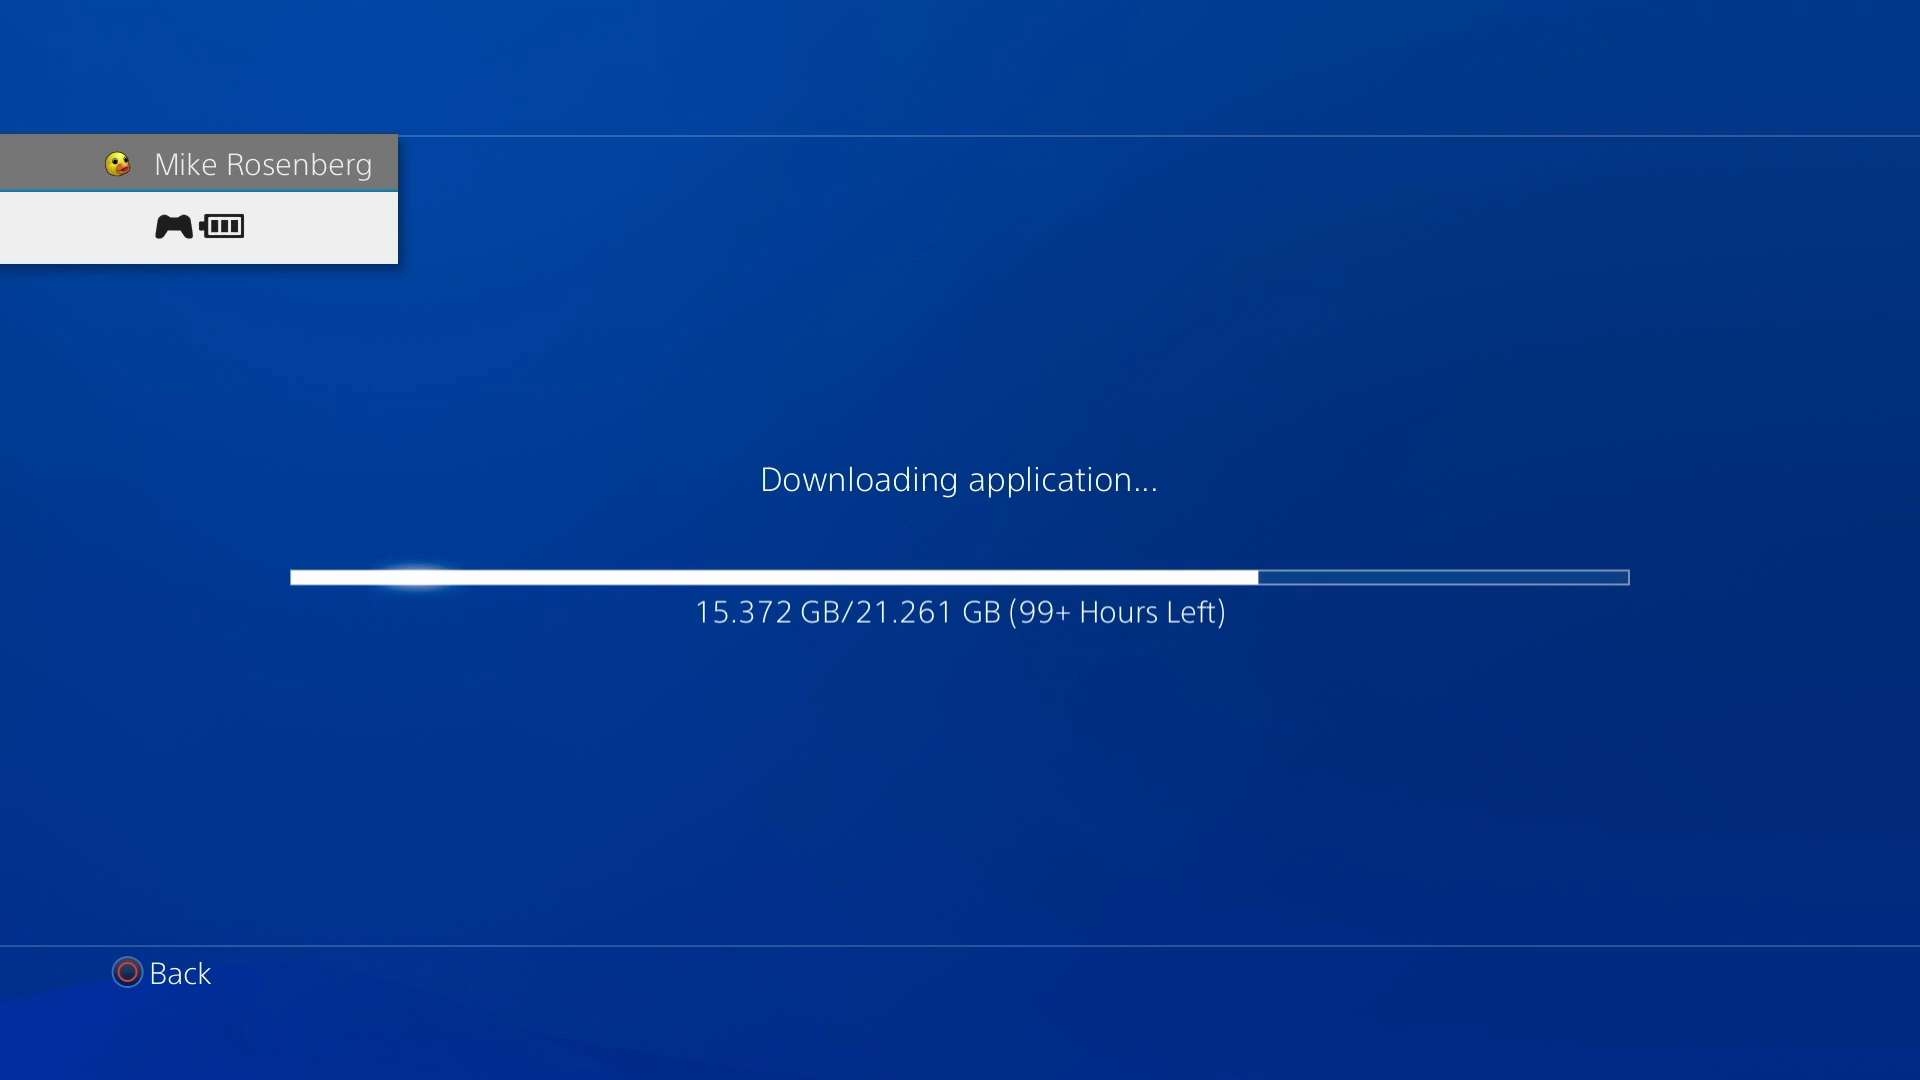 Mike Rosenberg
Downloading application...
15.372 GB/21.261 GB (99+ Hours Left)
Back